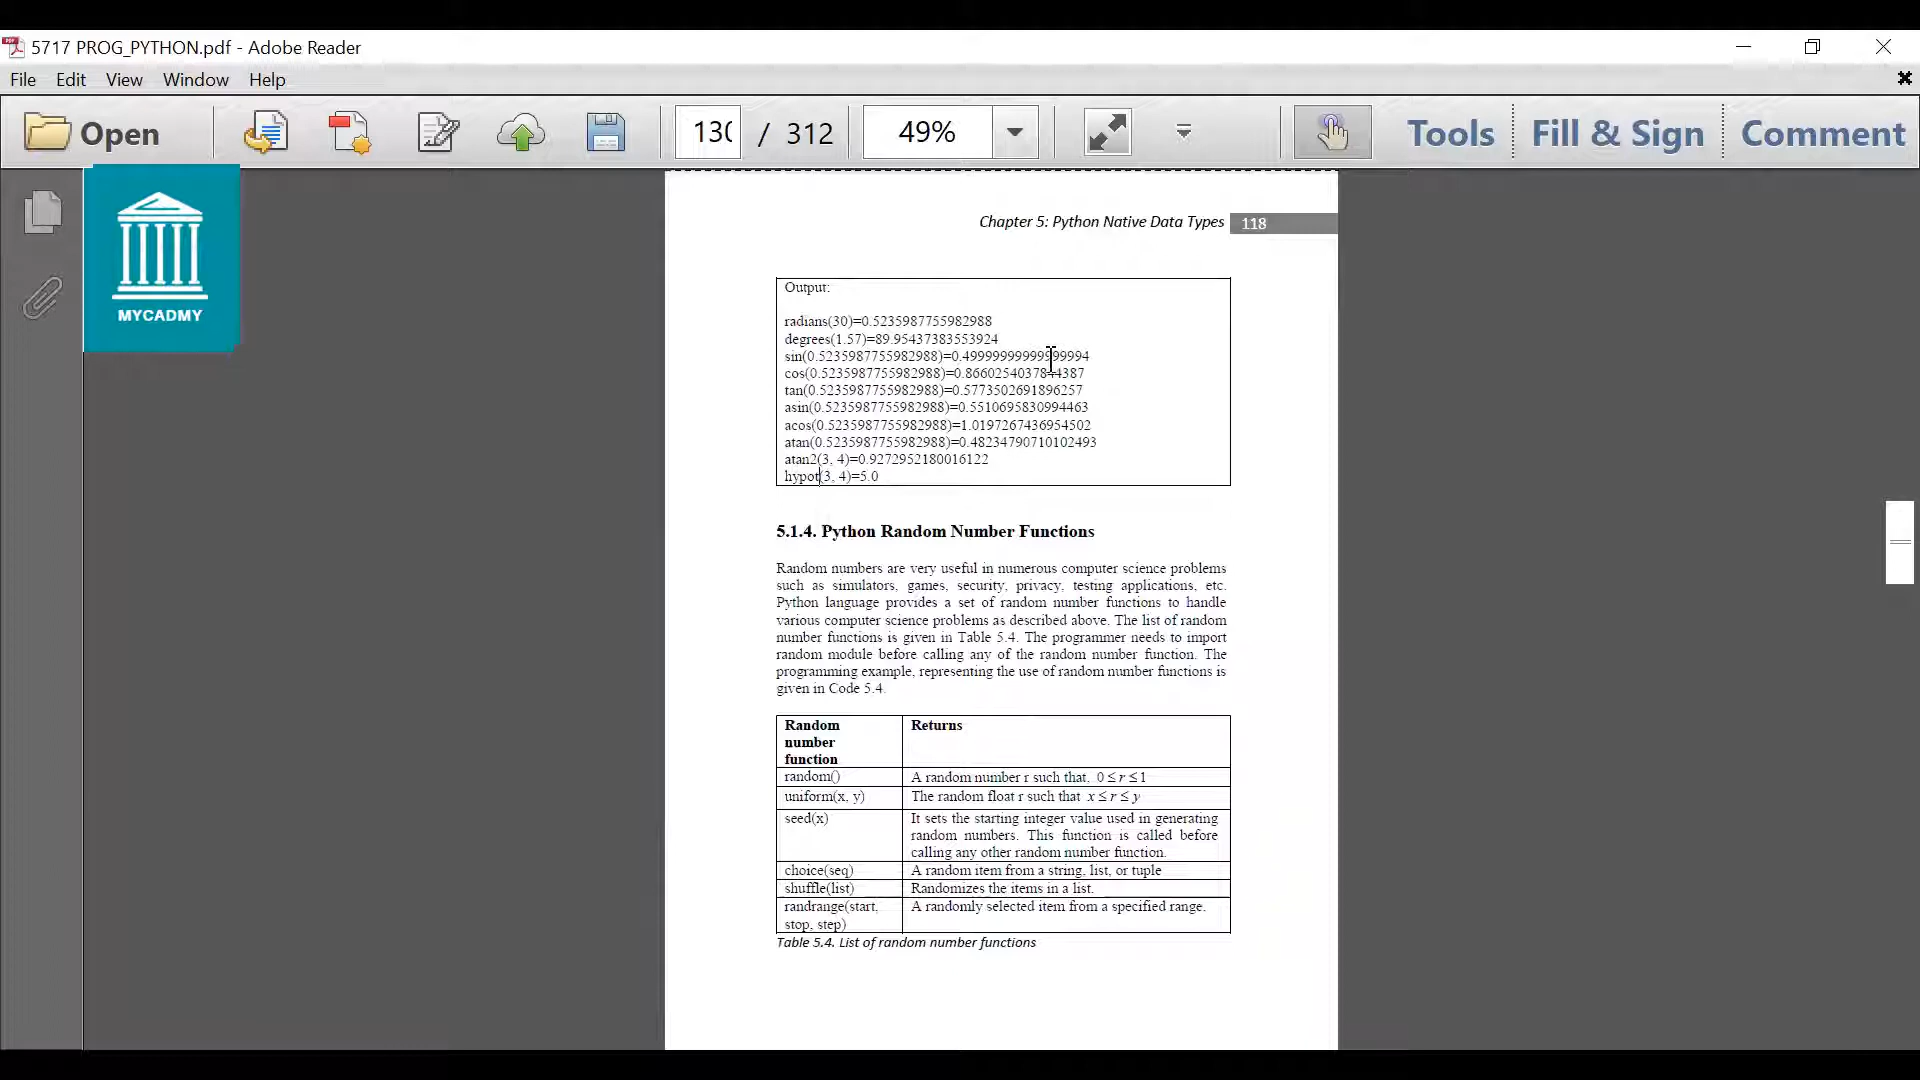 5717 PROG_PYTHON.pdf - Adobe Reader
File Edit View Window Help
Open 130 / 312 49% Tools Fill & Sign Comment
MYCADMY
Chapter 5: Python Native Data Types 118
Output:
radians(30)=0.5235987755982988
degrees(1.57)=89.95437383553924
sin(0.5235987755982988)=0.49999999999999994
cos(0.5235987755982988)=0.8660254037844387
tan(0.5235987755982988)=0.5773502691896257
asin(0.5235987755982988)=0.5510695830994463
acos(0.5235987755982988)=1.0197267436954502
atan(0.5235987755982988)=0.48234790710102493
atan2(3, 4)=0.9272952180016122
hypot(3, 4)=5.0
5.1.4. Python Random Number Functions
Random numbers are very useful in numerous computer science problems
such as simulators, games, security, privacy, testing applications, etc.
Python language provides a set of random number functions to handle
various computer science problems as described above. The list of random
number functions is given in Table 5.4. The programmer needs to import
random module before calling any of the random number function. The
programming example, representing the use of random number functions is
given in Code 5.4.
Random number function Returns
random() A random number r such that, 0 ≤ r ≤ 1
uniform(x, y) The random float r such that x ≤ r ≤ y
seed(x) It sets the starting integer value used in generating
random numbers. This function is called before
calling any other random number function.
choice(seq) A random item from a string, list, or tuple
shuffle(list) Randomizes the items in a list.
randrange(start, stop, step) A randomly selected item from a specified range.
Table 5.4. List of random number functions